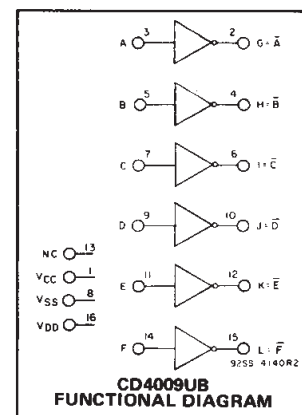 3 2
A G=A̅
5 4
B H=B̅
7 6
C I=C̅
9 10
D J=D̅
NC 13
VCC 1
11 12
E K=E̅
VSS 8
VDD 16
14 15
F L=F̅
92SS 4140R2
CD4009UB
FUNCTIONAL DIAGRAM